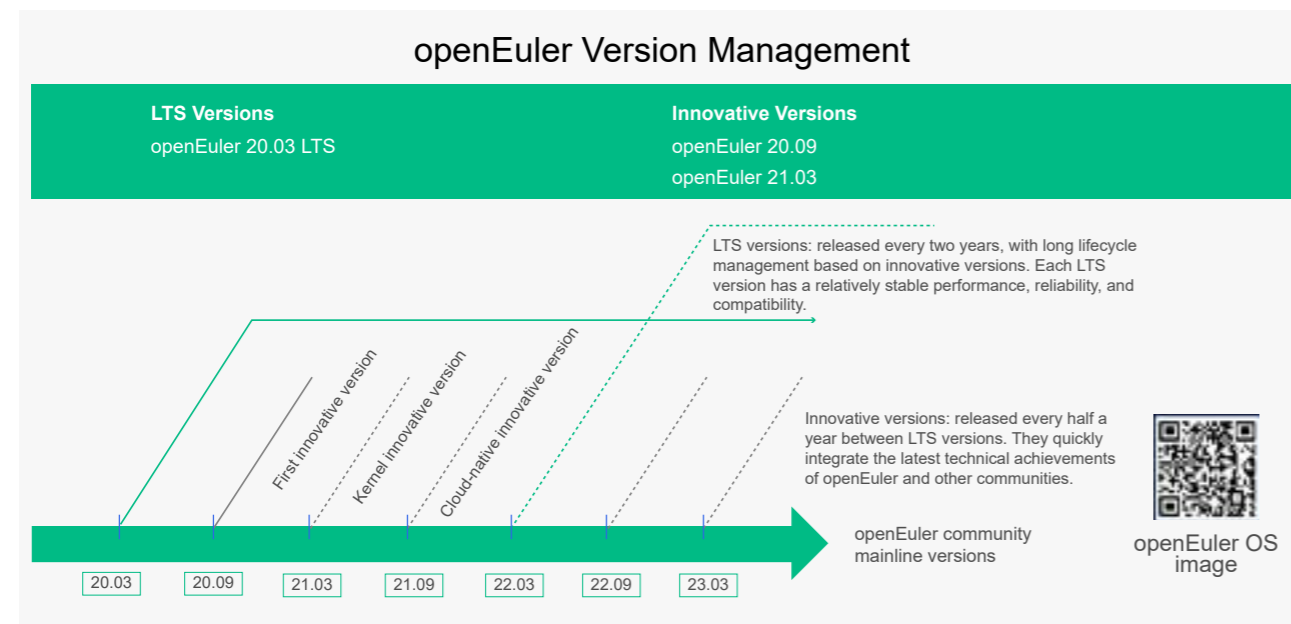 openEuler Version Management
LTS Versions
openEuler 20.03 LTS
Innovative Versions
openEuler 20.09
openEuler 21.03
LTS versions: released every two years, with long lifecycle
management based on innovative versions. Each LTS
version has a relatively stable performance, reliability, and
compatibility.
First innovative version
Kernel innovative version
Cloud-native innovative version
Innovative versions: released every half a
year between LTS versions. They quickly
integrate the latest technical achievements
of openEuler and other communities.
openEuler community
mainline versions
openEuler OS
image
20.03
20.09
21.03
21.09
22.03
22.09
23.03